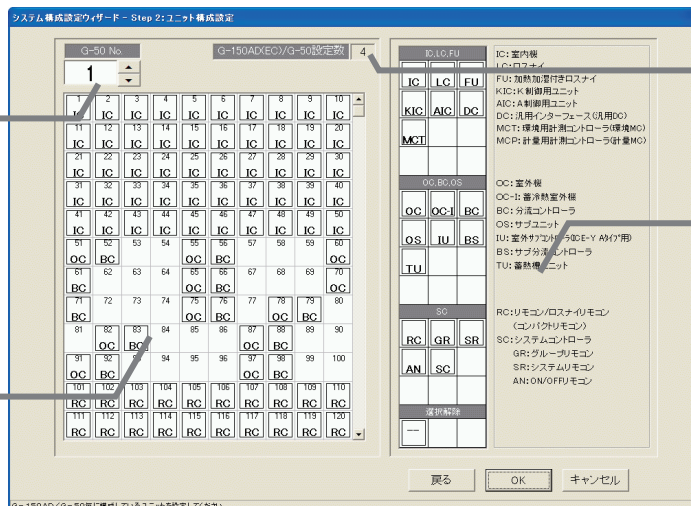 システム構成設定ウィザード - Step 2:ユニット構成設定
G-50 No.
1
G-150AD(EC)/G-50設定数 4
1 2 3 4 5 6 7 8 9 10
IC IC IC IC IC IC IC IC IC IC
11 12 13 14 15 16 17 18 19 20
IC IC IC IC IC IC IC IC IC IC
21 22 23 24 25 26 27 28 29 30
IC IC IC IC IC IC IC IC IC IC
31 32 33 34 35 36 37 38 39 40
IC IC IC IC IC IC IC IC IC IC
41 42 43 44 45 46 47 48 49 50
IC IC IC IC IC IC IC IC IC IC
51 52 53 54 55 56 57 58 59 60
OC BC OC BC OC
61 62 63 64 65 66 67 68 69 70
BC OC BC OC
71 72 73 74 75 76 77 78 79 80
BC OC BC OC BC
81 82 83 84 85 86 87 88 89 90
OC BC OC BC
91 92 93 94 95 96 97 98 99 100
OC BC OC BC
101 102 103 104 105 106 107 108 109 110
RC RC RC RC RC RC RC RC RC RC
111 112 113 114 115 116 117 118 119 120
RC RC RC RC RC RC RC RC RC RC
IC,LC,FU
IC LC FU
KIC AIC DC
MCT
IC:室内機
LC:ロスナイ
FU:加熱加湿付きロスナイ
KIC:K制御用ユニット
AIC:A制御用ユニット
DC:汎用インターフェース(汎用DC)
MCT:環境用計測コントローラ(環境MC)
MCP:計量用計測コントローラ(計量MC)
OC,BC,OS
OC OC-I BC
OS IU BS
TU
OC:室外機
OC-I:蓄冷熱室外機
BC:分流コントローラ
OS:サブユニット
IU:室外サブコントローラ(ICE-Y Aタイプ用)
BS:サブ分流コントローラ
TU:蓄熱槽ユニット
SC
RC GR SR
AN SC
RC:リモコン/ロスナイリモコン
(コンパクトリモコン)
SC:システムコントローラ
GR:グループリモコン
SR:システムリモコン
AN:ON/OFFリモコン
選択解除
--
戻る OK キャンセル